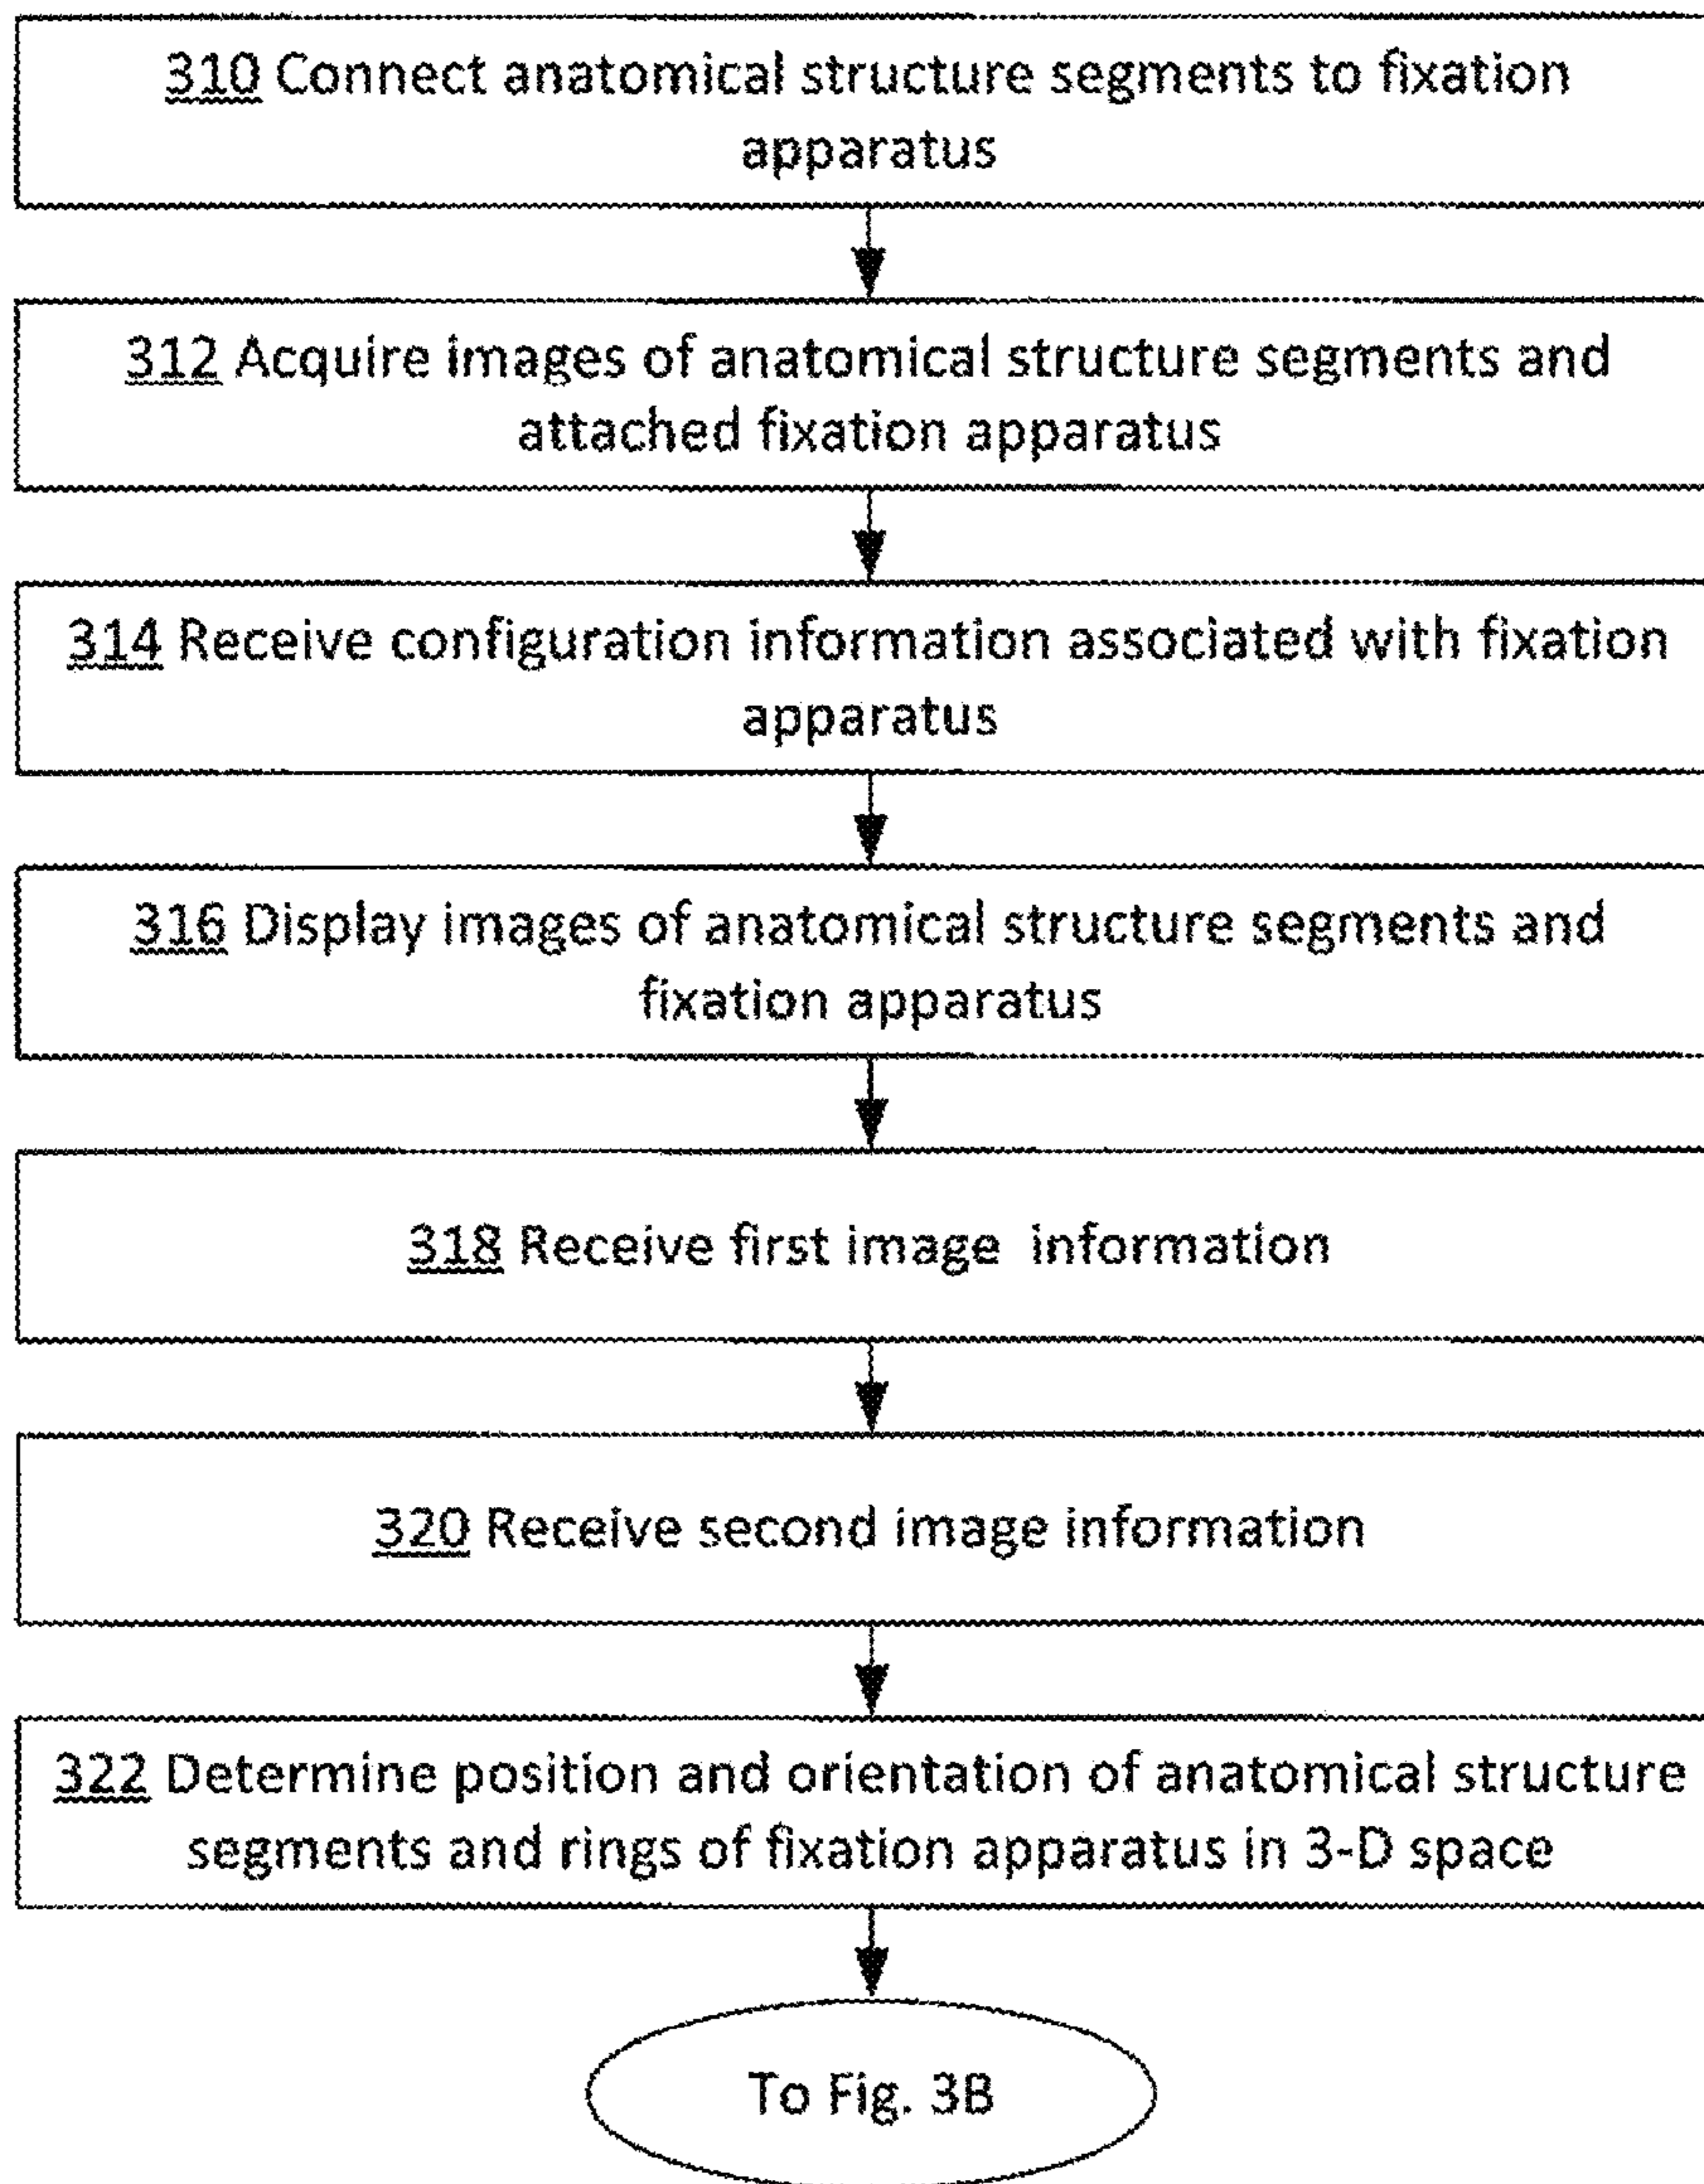 310 Connect anatomical structure segments to fixation
apparatus
312 Acquire images of anatomical structure segments and
attached fixation apparatus
314 Receive configuration information associated with fixation
apparatus
316 Display images of anatomical structure segments and
fixation apparatus
318 Receive first image information
320 Receive second image information
322 Determine position and orientation of anatomical structure
segments and rings of fixation apparatus in 3-D space
To Fig. 3B